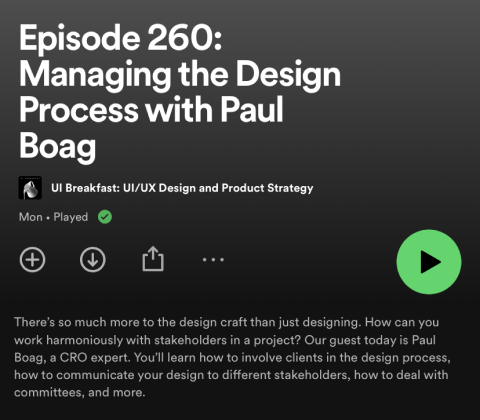 Episode 260:
Managing the Design
Process with Paul
Boag
UI Breakfast: UI/UX Design and Product Strategy
Mon • Played
There's so much more to the design craft than just designing. How can you
work harmoniously with stakeholders in a project? Our guest today is Paul
Boag, a CRO expert. You'll learn how to involve clients in the design process,
how to communicate your design to different stakeholders, how to deal with
committees, and more.